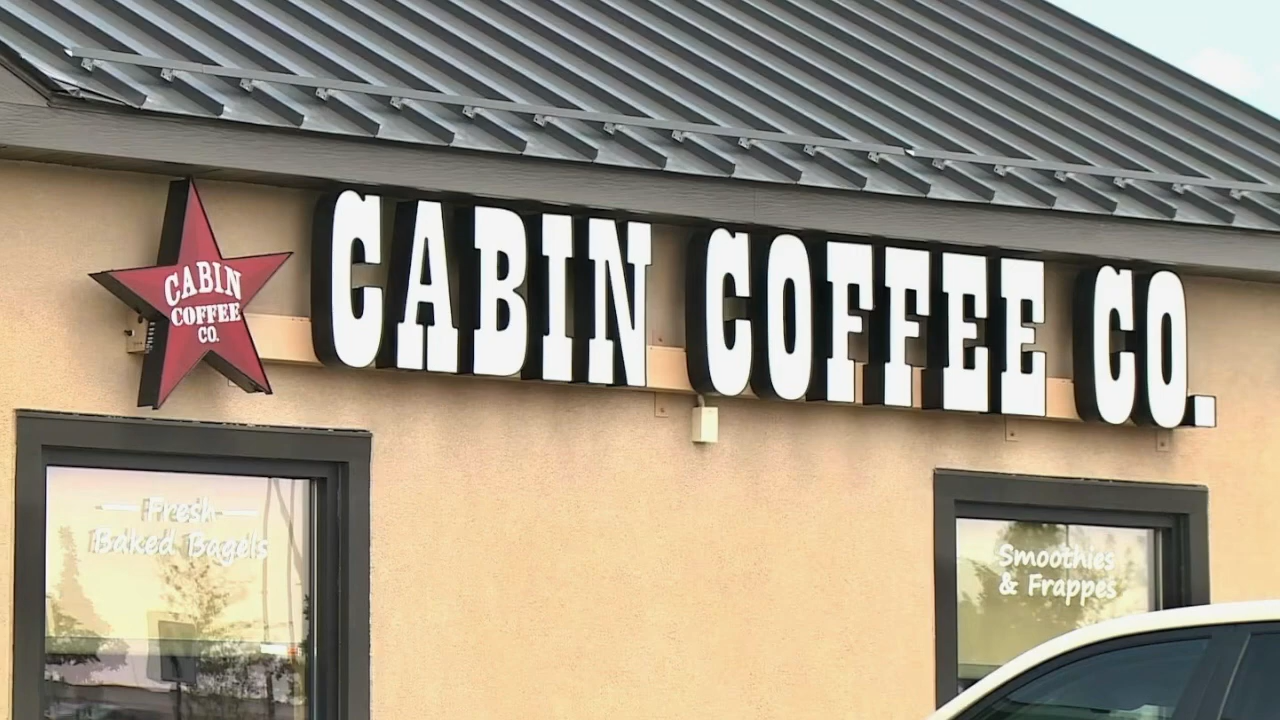 CABIN
COFFEE
CO.
CABIN COFFEE CO.
Fresh
Baked Bagels
Smoothies
& Frappes